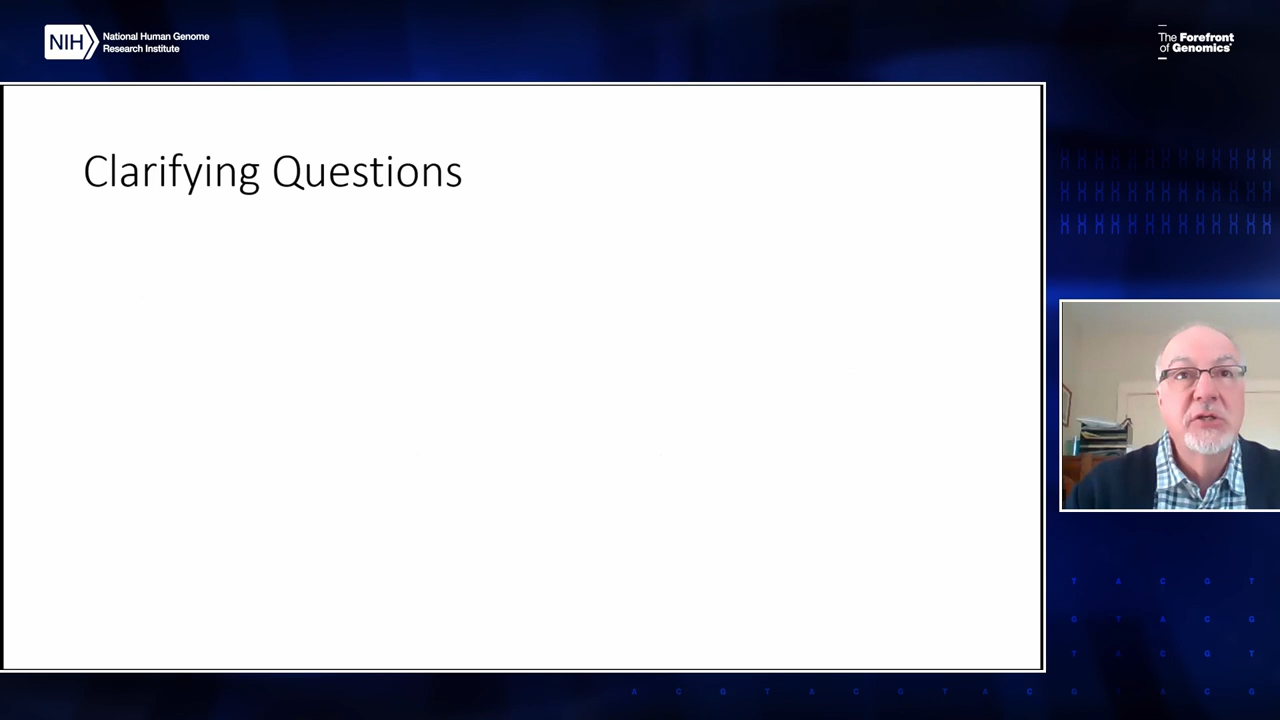 NIH
National Human Genome
Research Institute
The Forefront
of Genomics®
Clarifying Questions
T A C G T
G T A C G
T A C G T
A C G T A C G T A C G T A C G